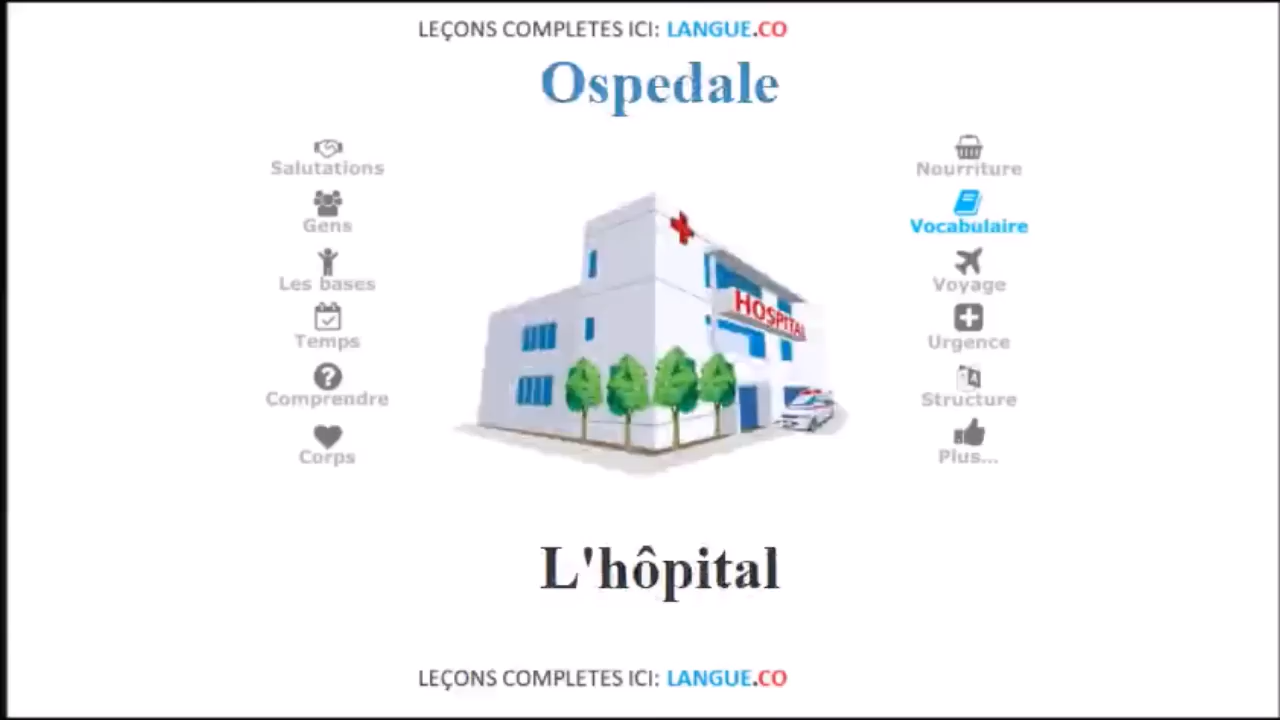 LEÇONS COMPLETES ICI: LANGUE.CO
Ospedale
Salutations
Gens
Les bases
Temps
Comprendre
Corps
HOSPITAL
Nourriture
Vocabulaire
Voyage
Urgence
Structure
Plus...
L'hôpital
LEÇONS COMPLETES ICI: LANGUE.CO